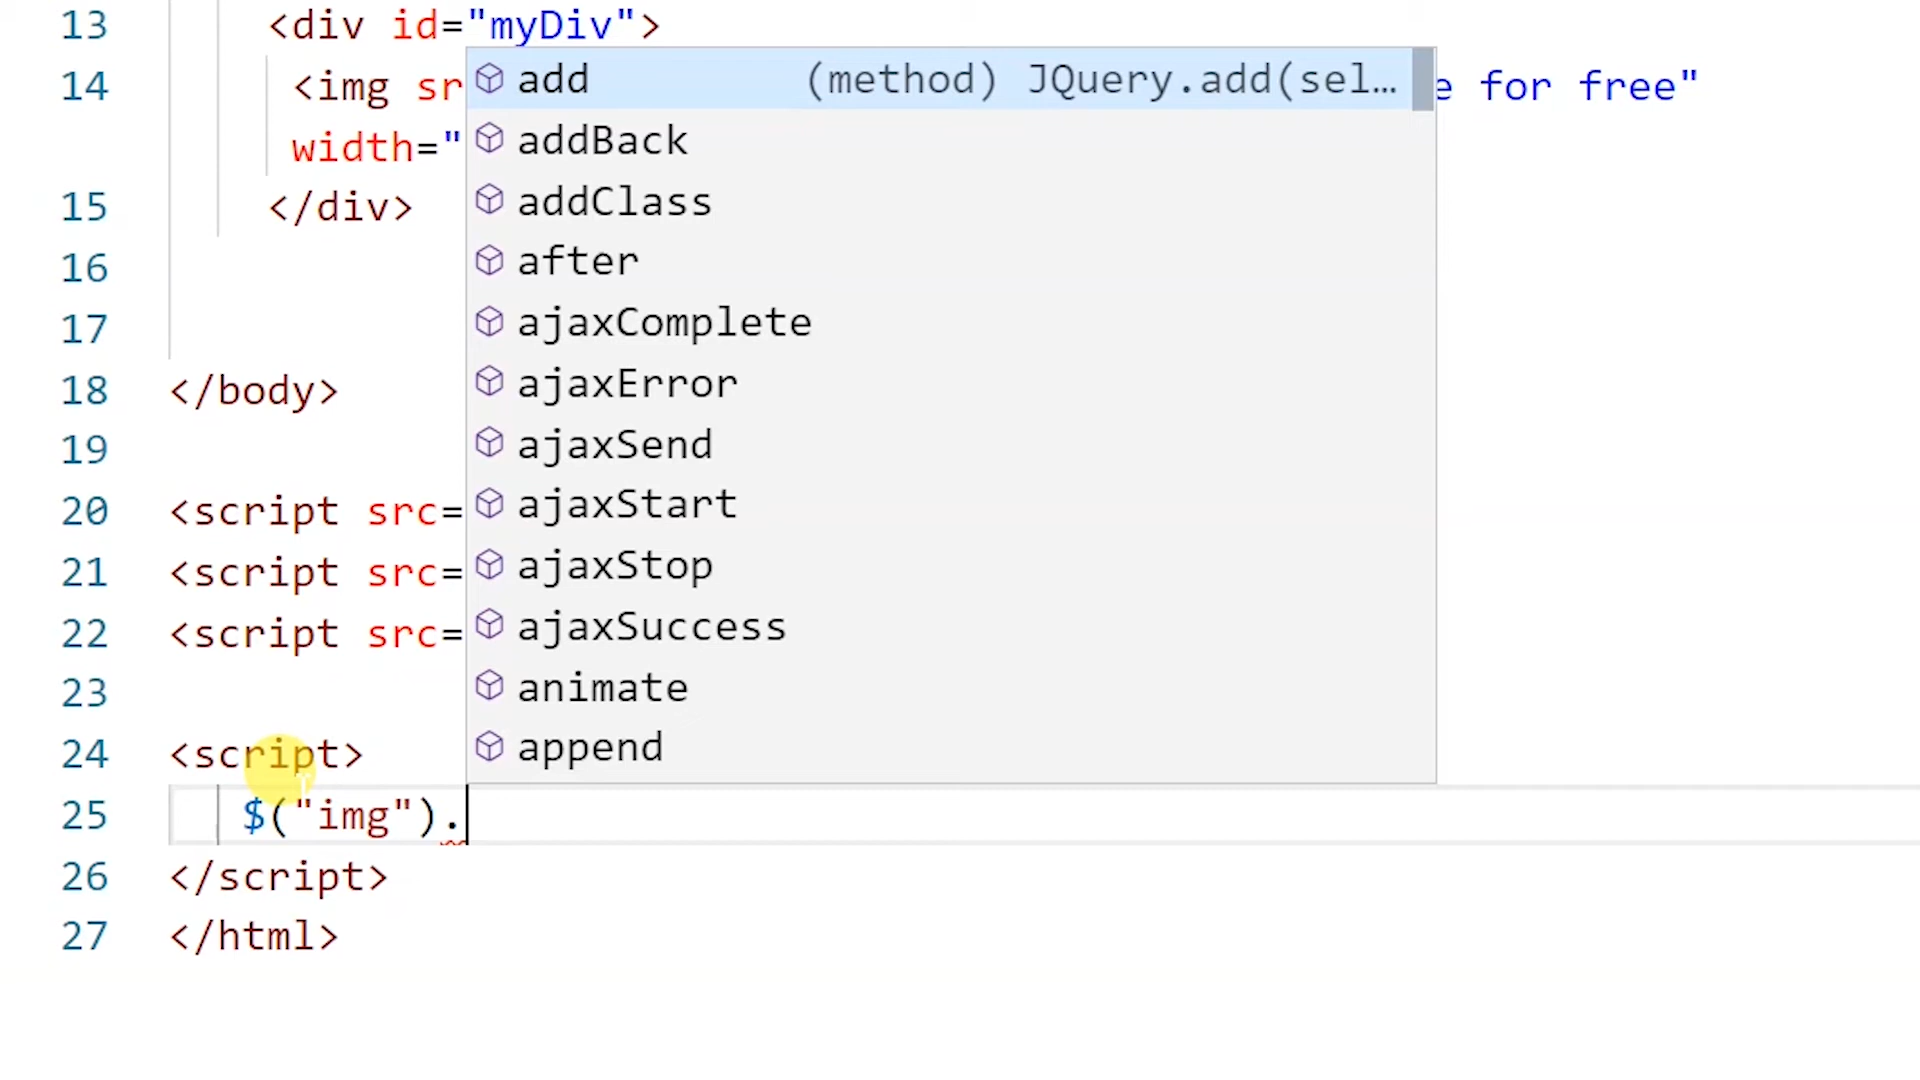 13 <div id="myDiv">
add (method) JQuery.add(sel…
14 <img sr e for free"
addBack
width="
addClass
15 </div>
after
16
ajaxComplete
17
ajaxError
18 </body>
ajaxSend
19
ajaxStart
20 <script src=
ajaxStop
21 <script src=
ajaxSuccess
22 <script src=
animate
23
append
24 <script>
25 $("img").
26 </script>
27 </html>